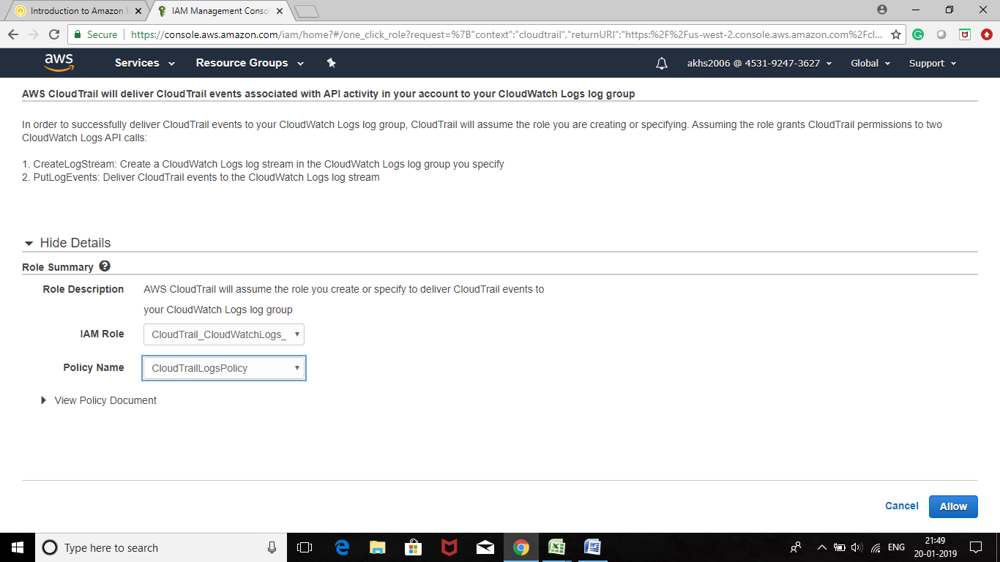 Introduction to Amazon E
IAM Management Conso
Secure
https://console.aws.amazon.com/iam/home?#/one_click_role?request=%7B"context":"cloudtrail","returnURI":"https:%2F%2Fus-west-2.console.aws.amazon.com%2Fcl...
aws
Services
Resource Groups
akhs2006 @ 4531-9247-3627
Global
Support
AWS CloudTrail will deliver CloudTrail events associated with API activity in your account to your CloudWatch Logs log group
In order to successfully deliver CloudTrail events to your CloudWatch Logs log group, CloudTrail will assume the role you are creating or specifying. Assuming the role grants CloudTrail permissions to two
CloudWatch Logs API calls:
1. CreateLogStream: Create a CloudWatch Logs log stream in the CloudWatch Logs log group you specify
2. PutLogEvents: Deliver CloudTrail events to the CloudWatch Logs log stream
Hide Details
Role Summary ?
Role Description
AWS CloudTrail will assume the role you create or specify to deliver CloudTrail events to
your CloudWatch Logs log group
IAM Role
CloudTrail_CloudWatchLogs_
Policy Name
CloudTrailLogsPolicy
View Policy Document
Cancel
Allow
Type here to search
ENG
21:49
20-01-2019